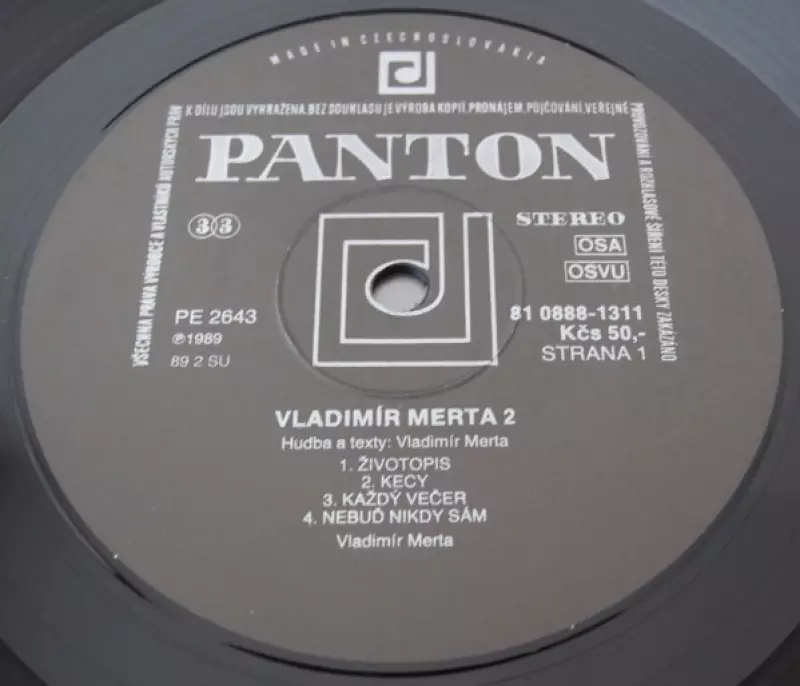 MADE IN CZECHOSLOVAKIA
VŠECHNA PRÁVA VÝROBCE A VLASTNÍKŮ AUTORSKÝCH PRÁV
K DÍLU JSOU VYHRAŽENA. BEZ SOUHLASU JE VÝROBA KOPIÍ, PRONÁJEM, PŮJČOVÁNÍ, VEŘEJNÉ
PROVOZOVÁNÍ A ROZHLASOVÉ ŠÍŘENÍ TÉTO DESKY ZAKÁZÁNO
PANTON
33
STEREO
OSA
OSVU
PE 2643
℗1989
89 2 SU
81 0888-1311
Kčs 50,-
STRANA 1
VLADIMÍR MERTA 2
Hudba a texty: Vladimír Merta
1. ŽIVOTOPIS
2. KECY
3. KAŽDÝ VEČER
4. NEBUĎ NIKDY SÁM
Vladimír Merta